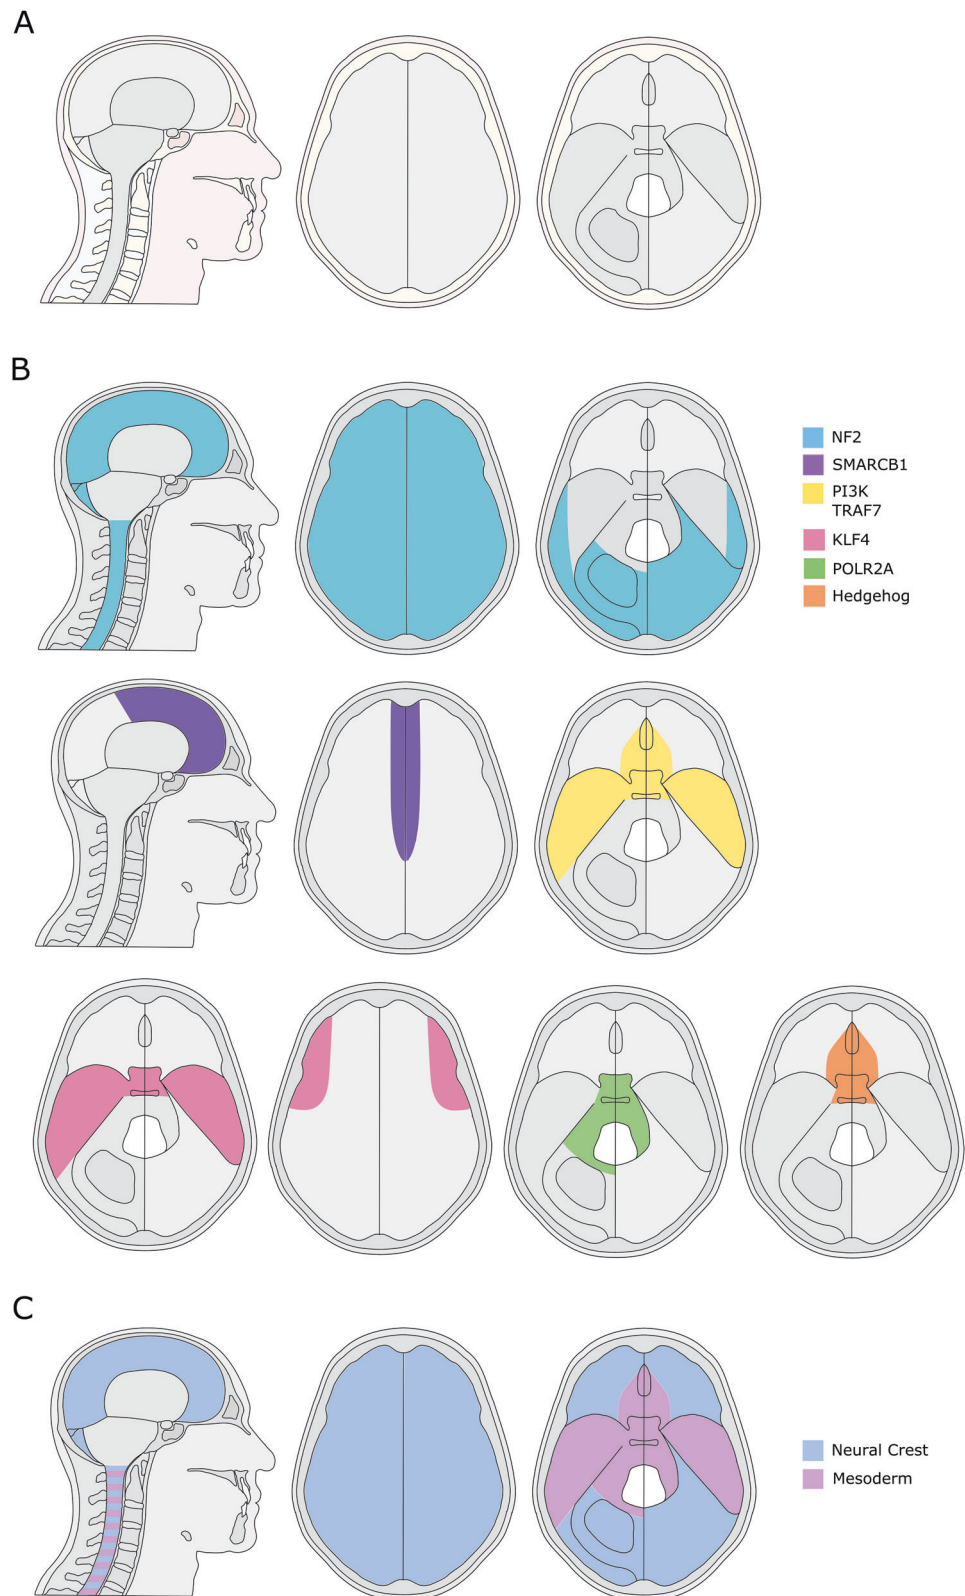 A
B
NF2
SMARCB1
PI3K
TRAF7
KLF4
POLR2A
Hedgehog
C
Neural Crest
Mesoderm